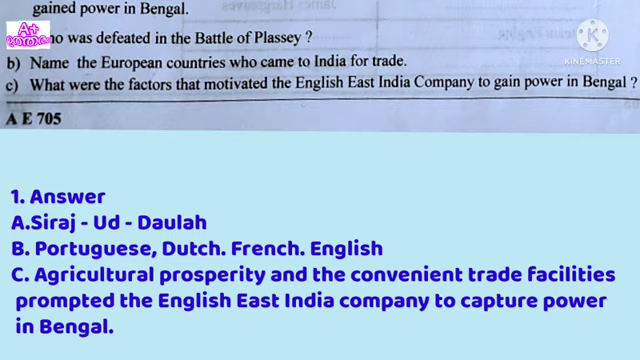 gained power in Bengal.
A+
who was defeated in the Battle of Plassey ?
b) Name the European countries who came to India for trade.
c) What were the factors that motivated the English East India Company to gain power in Bengal ?
A E 705
KINEMASTER
1. Answer
A.Siraj - Ud - Daulah
B. Portuguese, Dutch. French. English
C. Agricultural prosperity and the convenient trade facilities
prompted the English East India company to capture power
in Bengal.